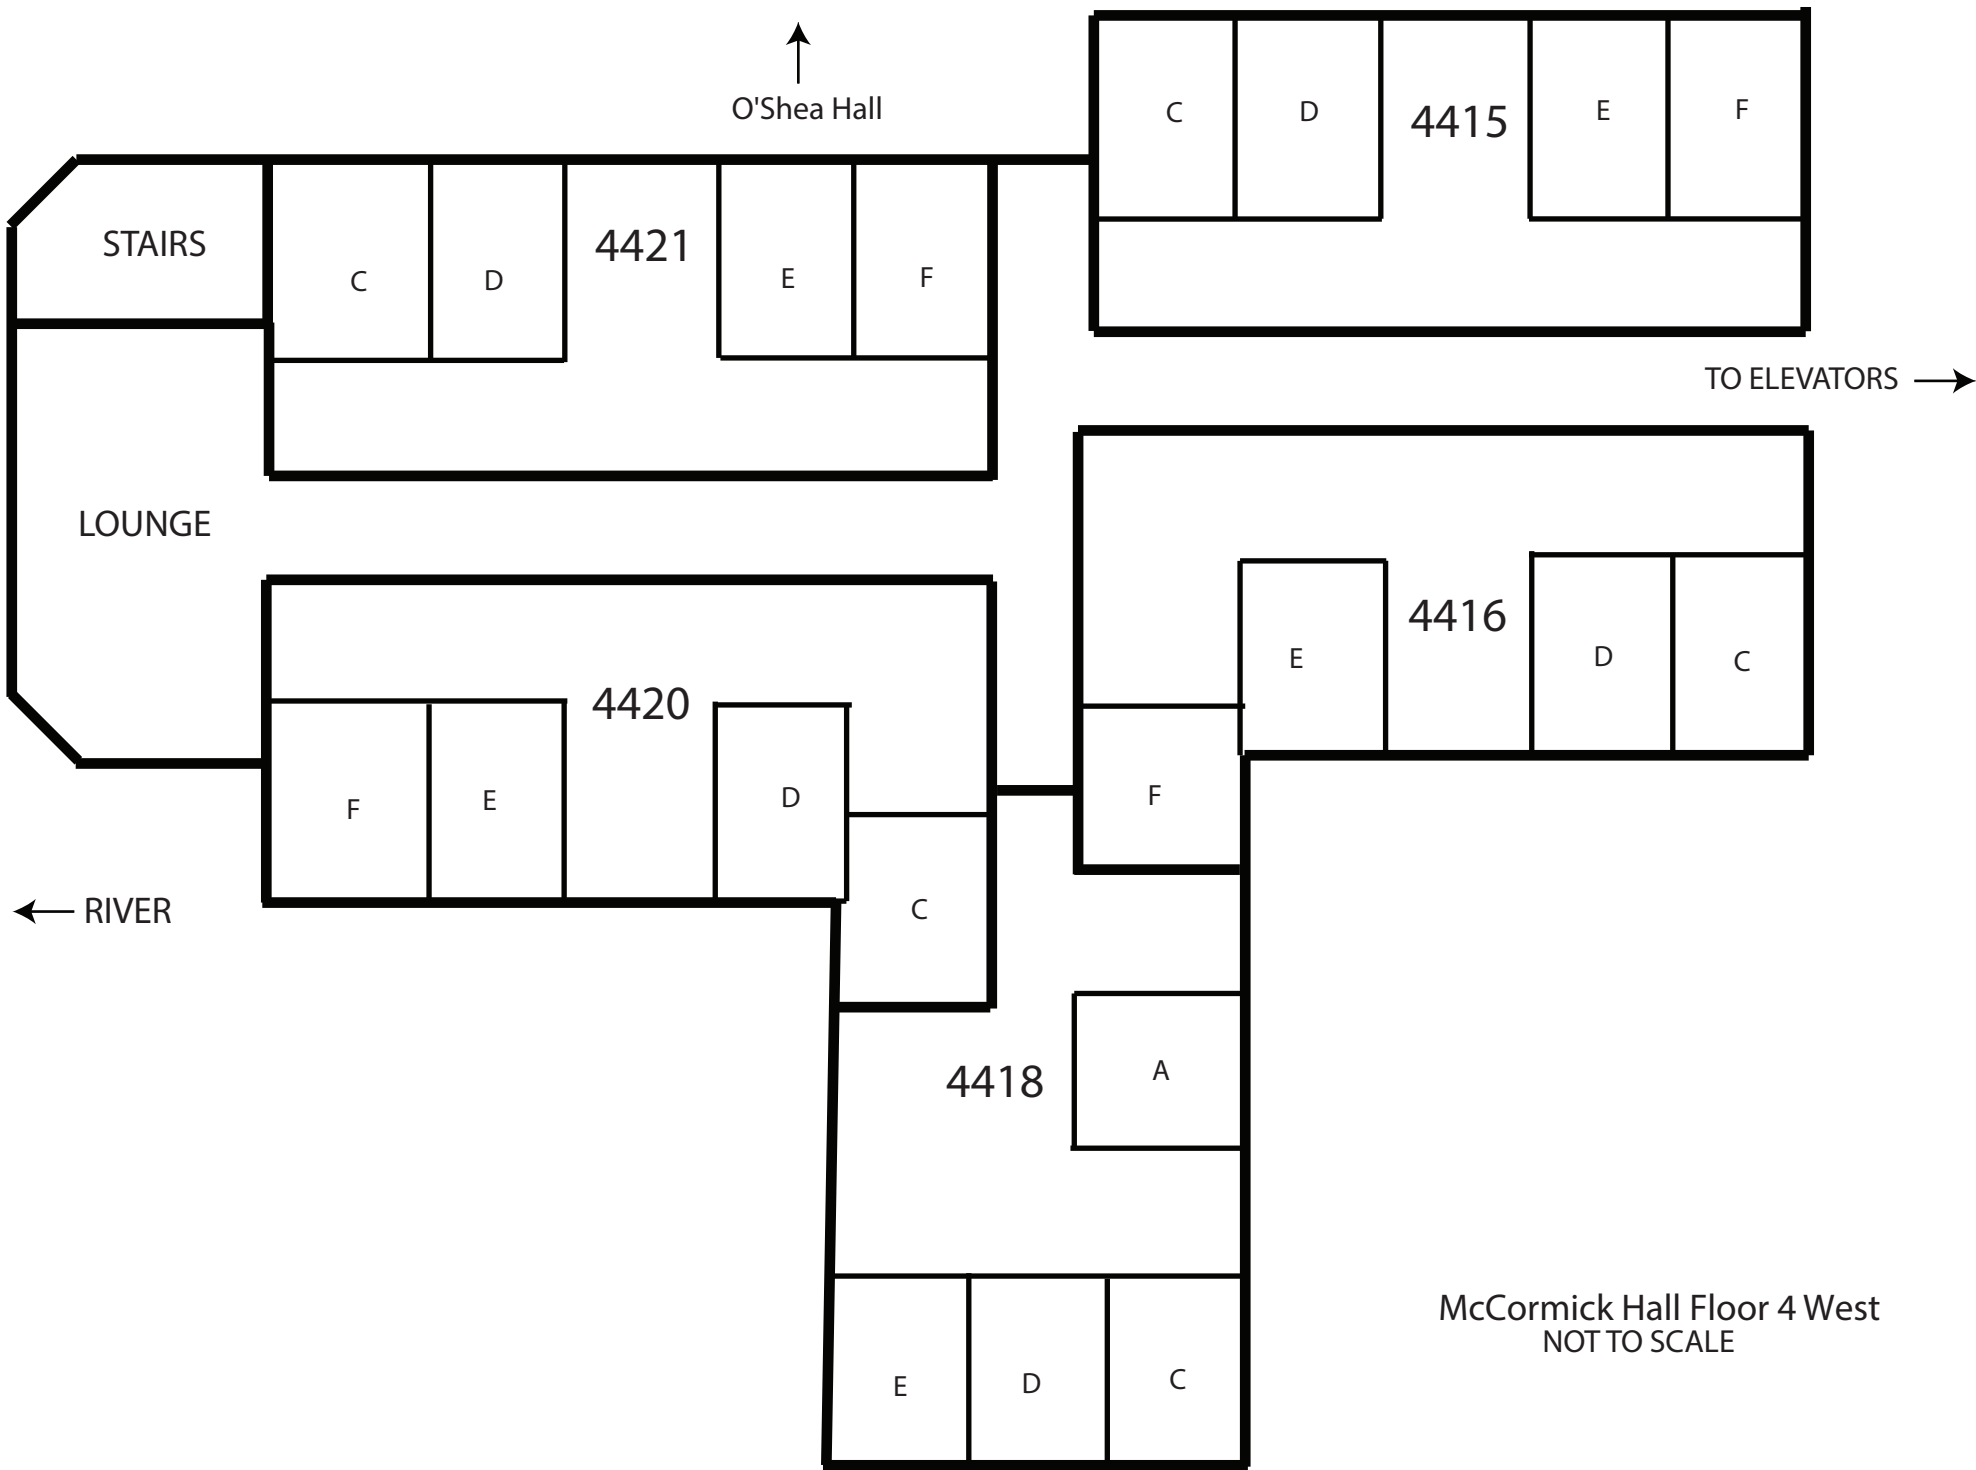 O'Shea Hall
C
D
4415
E
F
STAIRS
C
D
4421
E
F
TO ELEVATORS
LOUNGE
E
4416
D
C
F
F
E
4420
D
C
RIVER
4418
A
E
D
C
McCormick Hall Floor 4 West
NOT TO SCALE